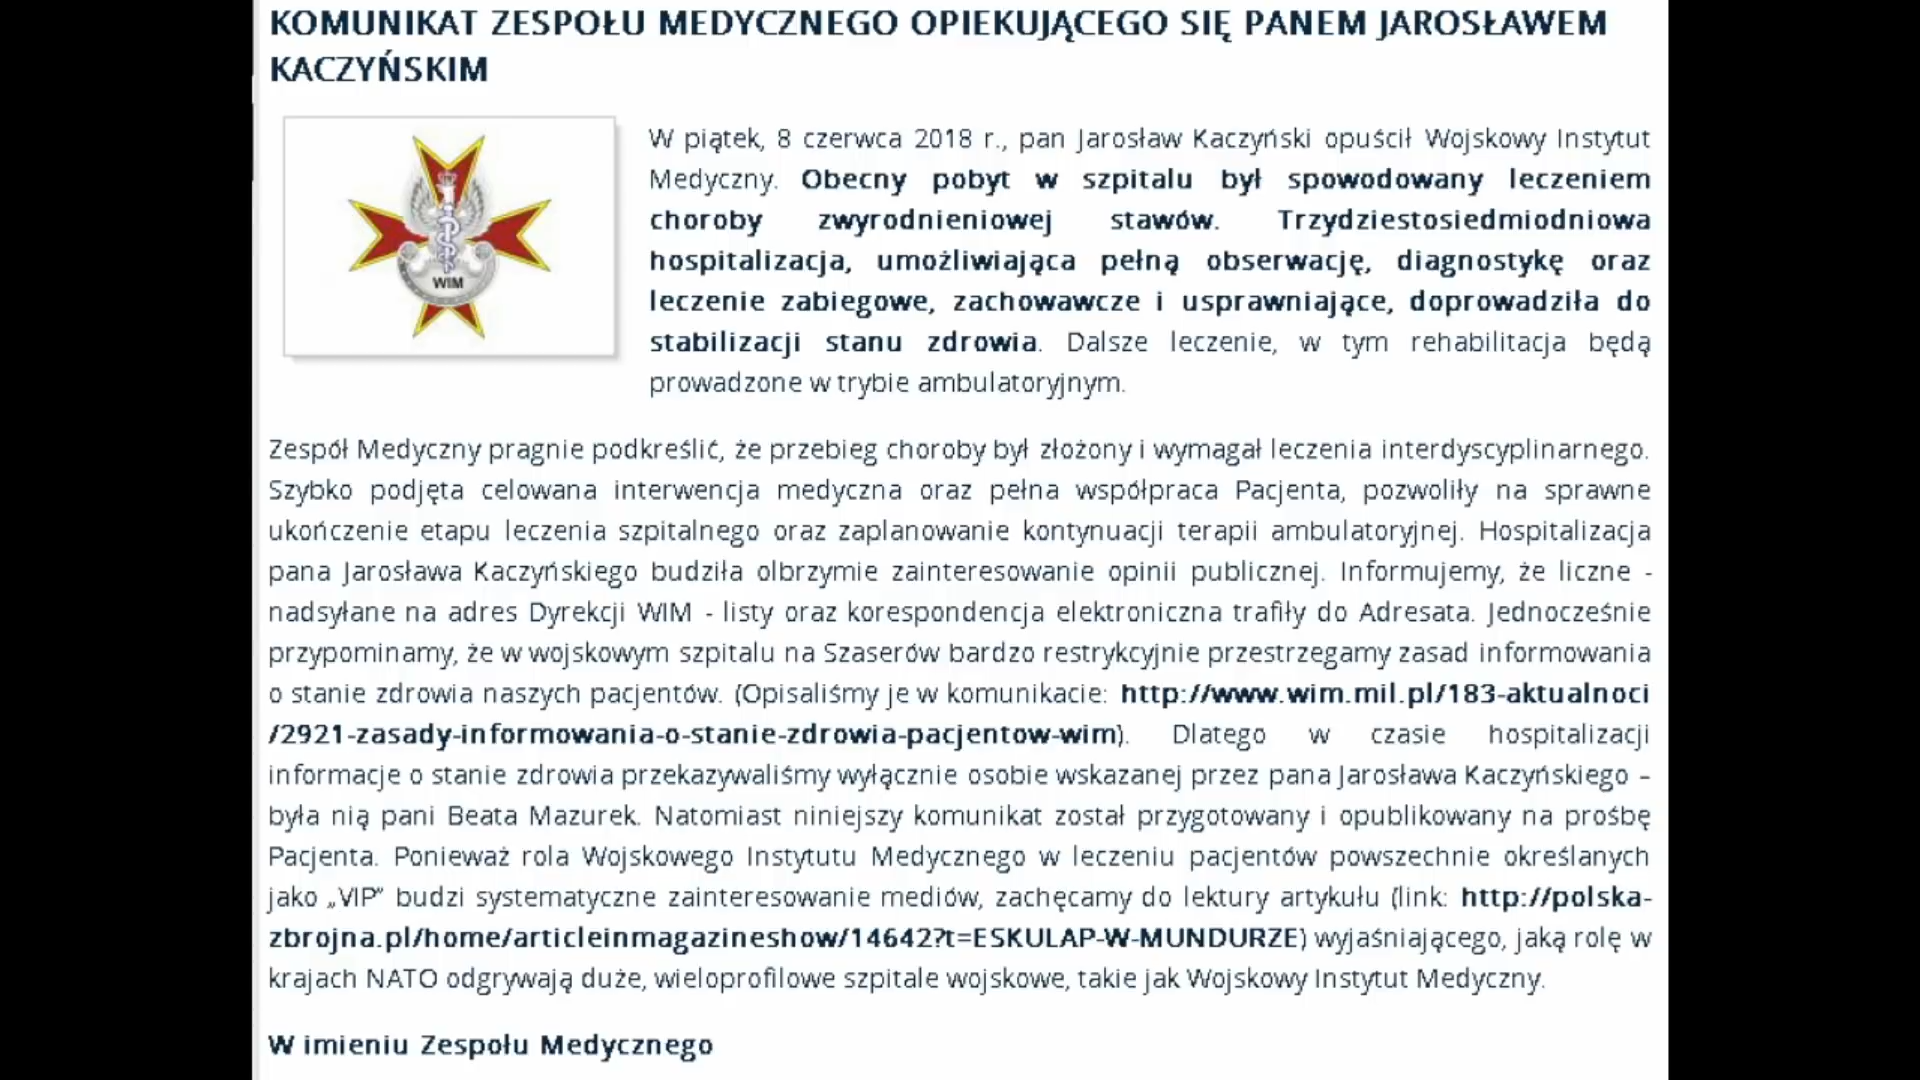 KOMUNIKAT ZESPOŁU MEDYCZNEGO OPIEKUJĄCEGO SIĘ PANEM JAROSŁAWEM
KACZYŃSKIM
WIM
W piątek, 8 czerwca 2018 r., pan Jarosław Kaczyński opuścił Wojskowy Instytut
Medyczny. Obecny pobyt w szpitalu był spowodowany leczeniem
choroby zwyrodnieniowej stawów. Trzydziestosiedmiodniowa
hospitalizacja, umożliwiająca pełną obserwację, diagnostykę oraz
leczenie zabiegowe, zachowawcze i usprawniające, doprowadziła do
stabilizacji stanu zdrowia. Dalsze leczenie, w tym rehabilitacja będą
prowadzone w trybie ambulatoryjnym.
Zespół Medyczny pragnie podkreślić, że przebieg choroby był złożony i wymagał leczenia interdyscyplinarnego.
Szybko podjęta celowana interwencja medyczna oraz pełna współpraca Pacjenta, pozwoliły na sprawne
ukończenie etapu leczenia szpitalnego oraz zaplanowanie kontynuacji terapii ambulatoryjnej. Hospitalizacja
pana Jarosława Kaczyńskiego budziła olbrzymie zainteresowanie opinii publicznej. Informujemy, że liczne -
nadsyłane na adres Dyrekcji WIM - listy oraz korespondencja elektroniczna trafiły do Adresata. Jednocześnie
przypominamy, że w wojskowym szpitalu na Szaserów bardzo restrykcyjnie przestrzegamy zasad informowania
o stanie zdrowia naszych pacjentów. (Opisaliśmy je w komunikacie: http://www.wim.mil.pl/183-aktualnoci
/2921-zasady-informowania-o-stanie-zdrowia-pacjentow-wim). Dlatego w czasie hospitalizacji
informacje o stanie zdrowia przekazywaliśmy wyłącznie osobie wskazanej przez pana Jarosława Kaczyńskiego –
była nią pani Beata Mazurek. Natomiast niniejszy komunikat został przygotowany i opublikowany na prośbę
Pacjenta. Ponieważ rola Wojskowego Instytutu Medycznego w leczeniu pacjentów powszechnie określanych
jako „VIP” budzi systematyczne zainteresowanie mediów, zachęcamy do lektury artykułu (link: http://polska-
zbrojna.pl/home/articleinmagazineshow/14642?t=ESKULAP-W-MUNDURZE) wyjaśniającego, jaką rolę w
krajach NATO odgrywają duże, wieloprofilowe szpitale wojskowe, takie jak Wojskowy Instytut Medyczny.
W imieniu Zespołu Medycznego